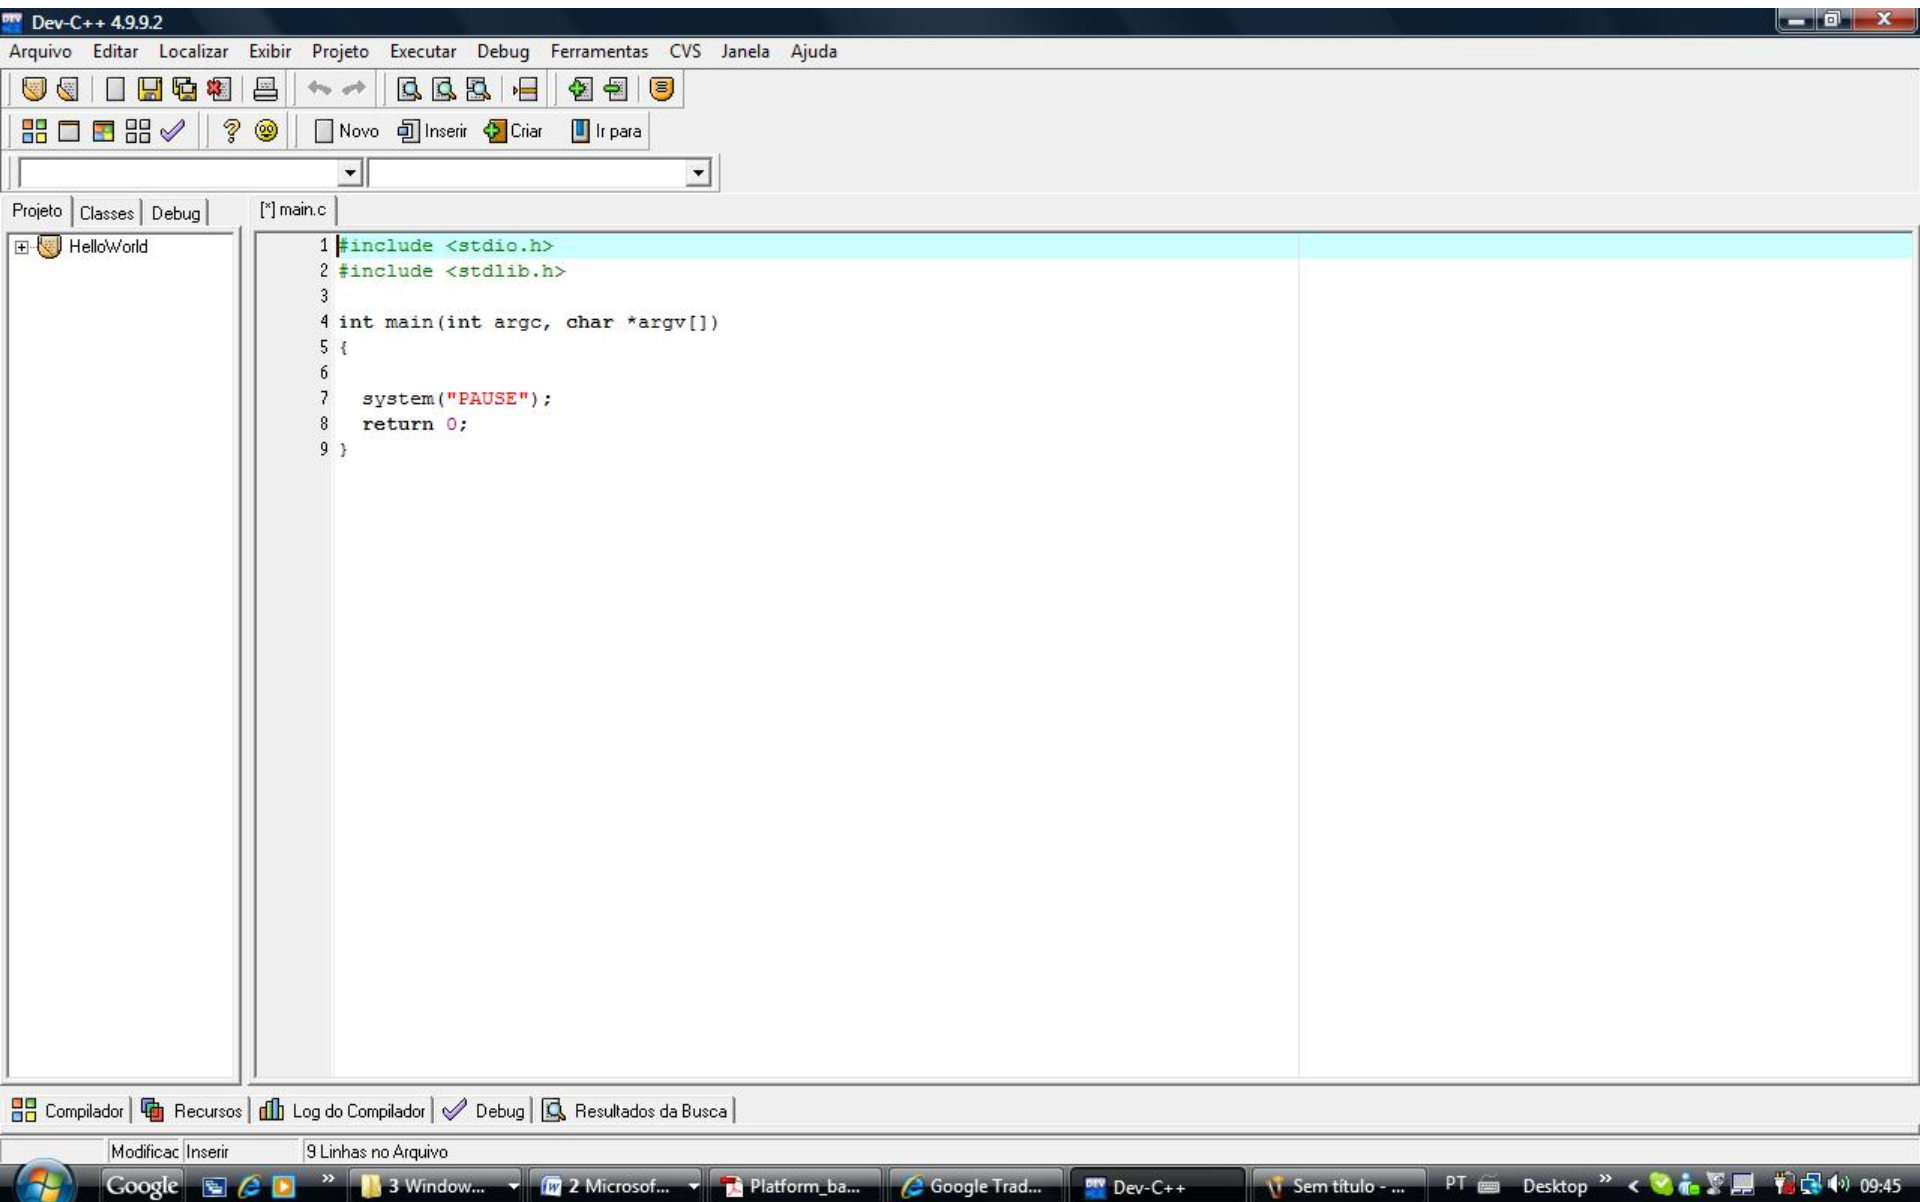 Dev-C++ 4.9.9.2
Arquivo Editar Localizar Exibir Projeto Executar Debug Ferramentas CVS Janela Ajuda
Novo Inserir Criar Ir para
Projeto Classes Debug [*] main.c
HelloWorld
1 #include <stdio.h>
2 #include <stdlib.h>
3
4 int main(int argc, char *argv[])
5 {
6
7 system("PAUSE");
8 return 0;
9 }
Compilador Recursos Log do Compilador Debug Resultados da Busca
Modificac Inserir 9 Linhas no Arquivo
Google » 3 Window... 2 Microsof... Platform_ba... Google Trad... Dev-C++ Sem título - ... PT Desktop » < 09:45